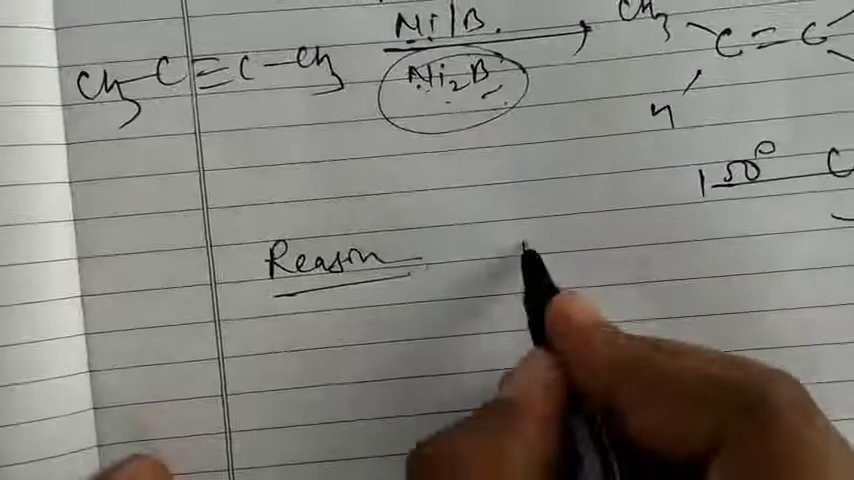 Ni/B. CH3
CH3-C≡C-CH3 C=C
Ni2B H
150° C
Reason